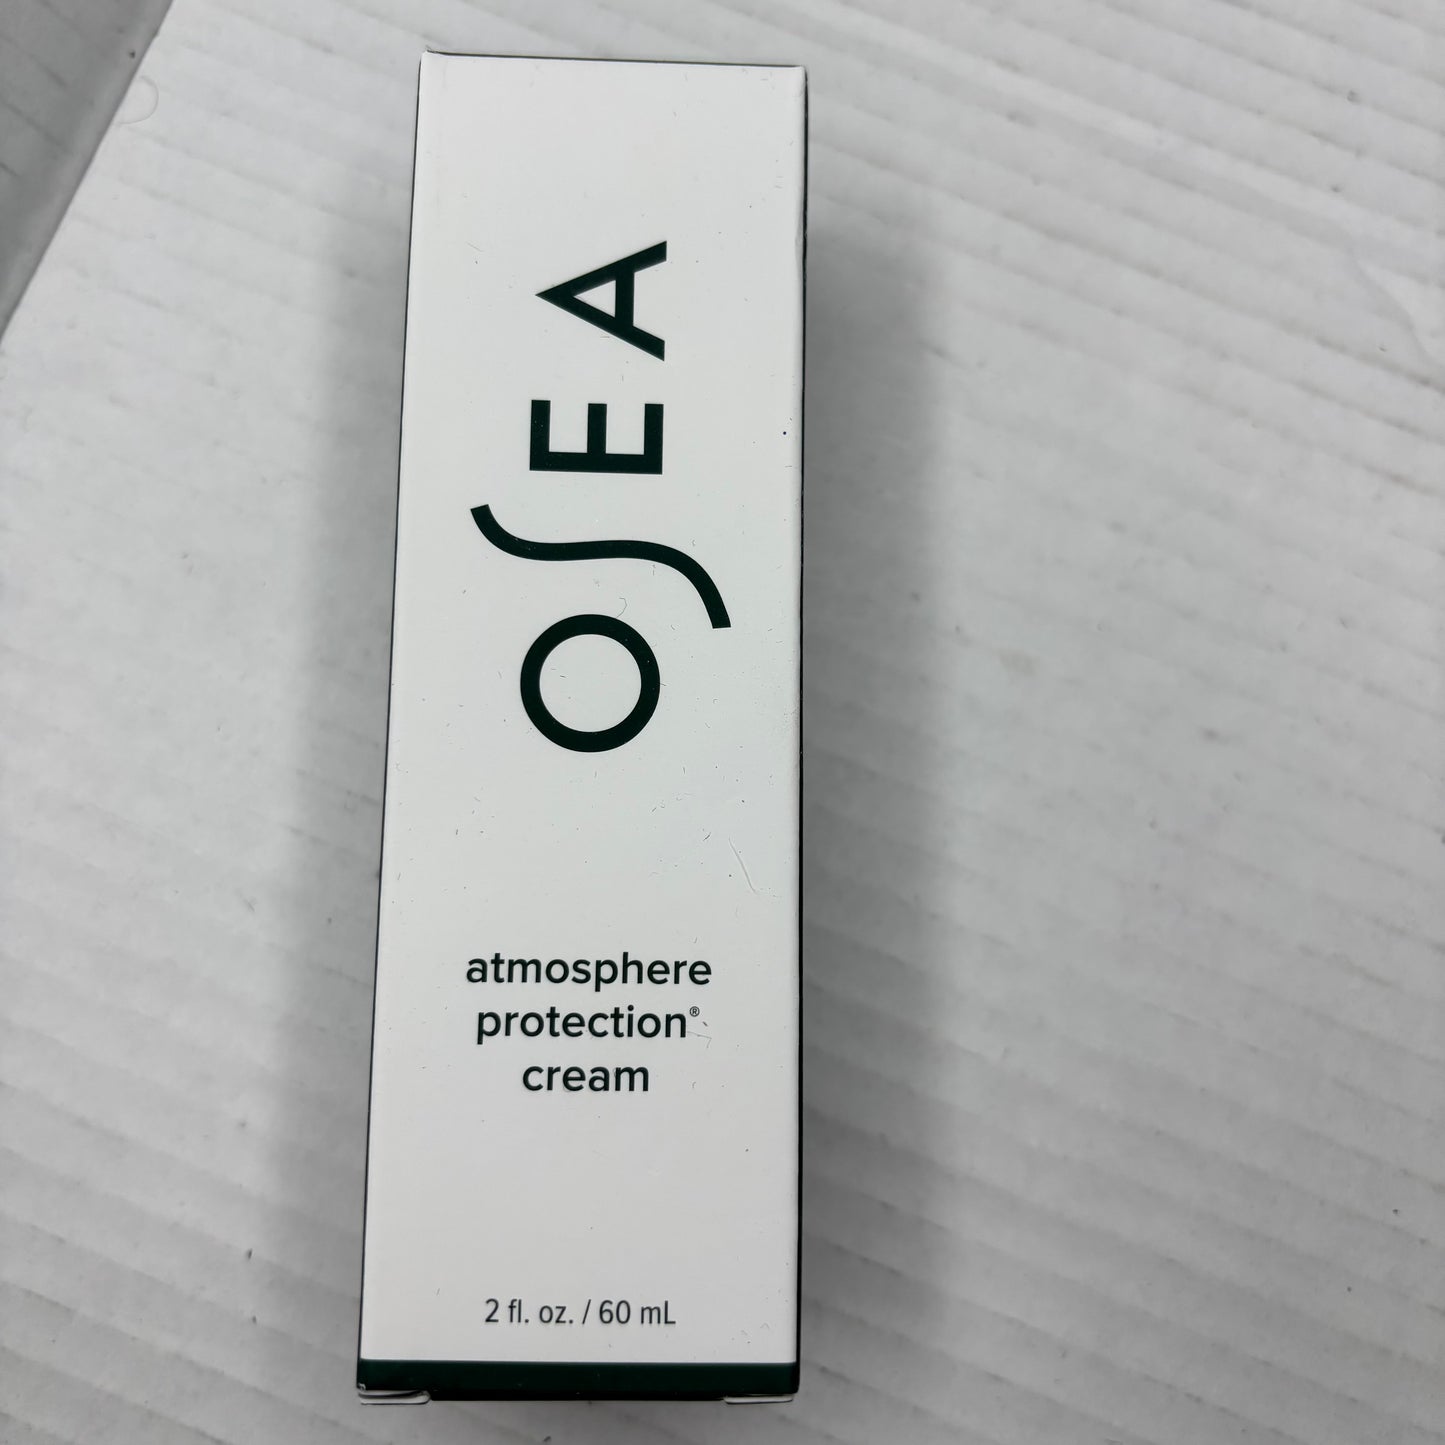 OSEA
atmosphere
protection®
cream
2 fl. oz. / 60 mL